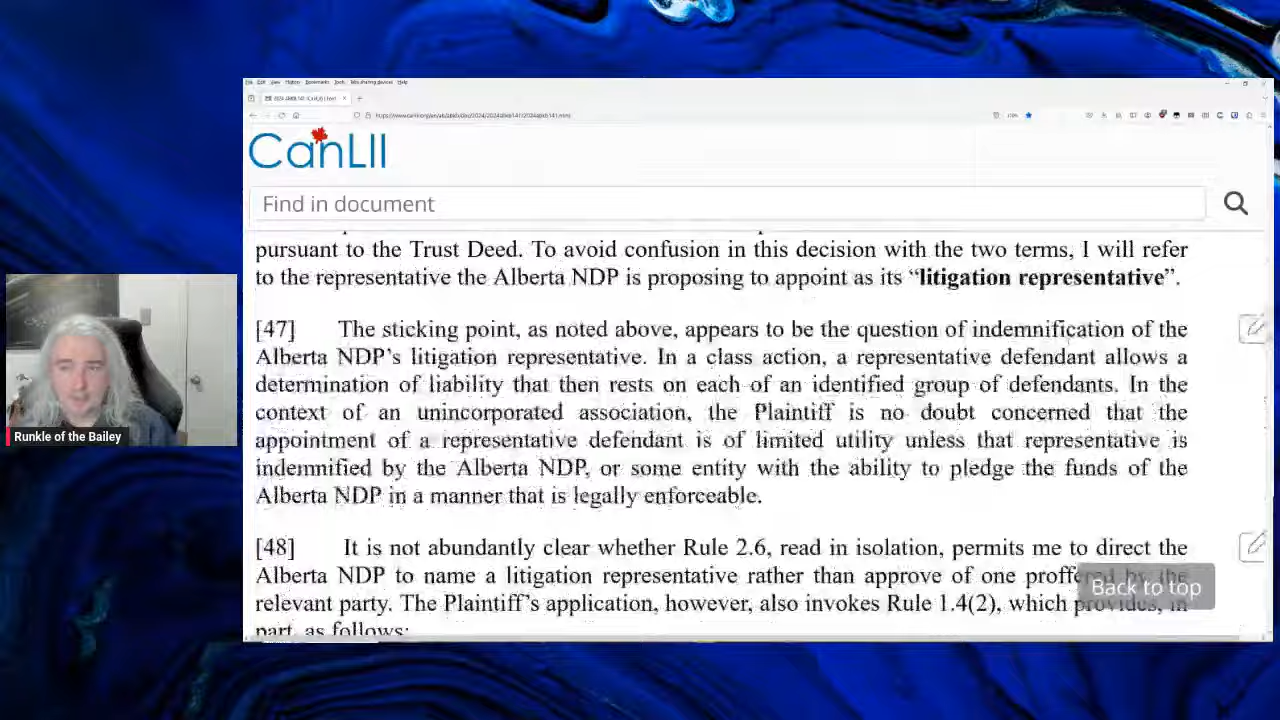 File Edit View History Bookmarks Tools Help
CanLII
Find in document
pursuant to the Trust Deed. To avoid confusion in this decision with the two terms, I will refer
to the representative the Alberta NDP is proposing to appoint as its “litigation representative”.
[47] The sticking point, as noted above, appears to be the question of indemnification of the
Alberta NDP’s litigation representative. In a class action, a representative defendant allows a
determination of liability that then rests on each of an identified group of defendants. In the
context of an unincorporated association, the Plaintiff is no doubt concerned that the
appointment of a representative defendant is of limited utility unless that representative is
indemnified by the Alberta NDP, or some entity with the ability to pledge the funds of the
Alberta NDP in a manner that is legally enforceable.
[48] It is not abundantly clear whether Rule 2.6, read in isolation, permits me to direct the
Alberta NDP to name a litigation representative rather than approve of one proffered by the
relevant party. The Plaintiff’s application, however, also invokes Rule 1.4(2), which provides, in
part, as follows:
Back to top
Runkle of the Bailey